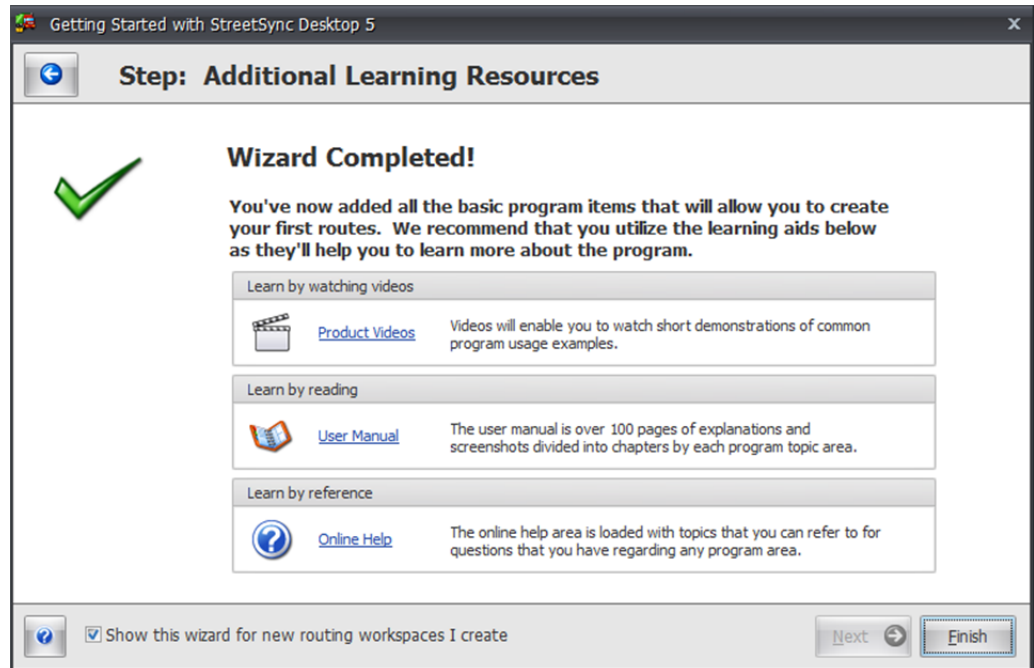 Getting Started with StreetSync Desktop 5
Step: Additional Learning Resources
Wizard Completed!
You've now added all the basic program items that will allow you to create
your first routes. We recommend that you utilize the learning aids below
as they'll help you to learn more about the program.
Learn by watching videos
Product Videos
Videos will enable you to watch short demonstrations of common
program usage examples.
Learn by reading
User Manual
The user manual is over 100 pages of explanations and
screenshots divided into chapters by each program topic area.
Learn by reference
Online Help
The online help area is loaded with topics that you can refer to for
questions that you have regarding any program area.
Show this wizard for new routing workspaces I create
Next
Finish